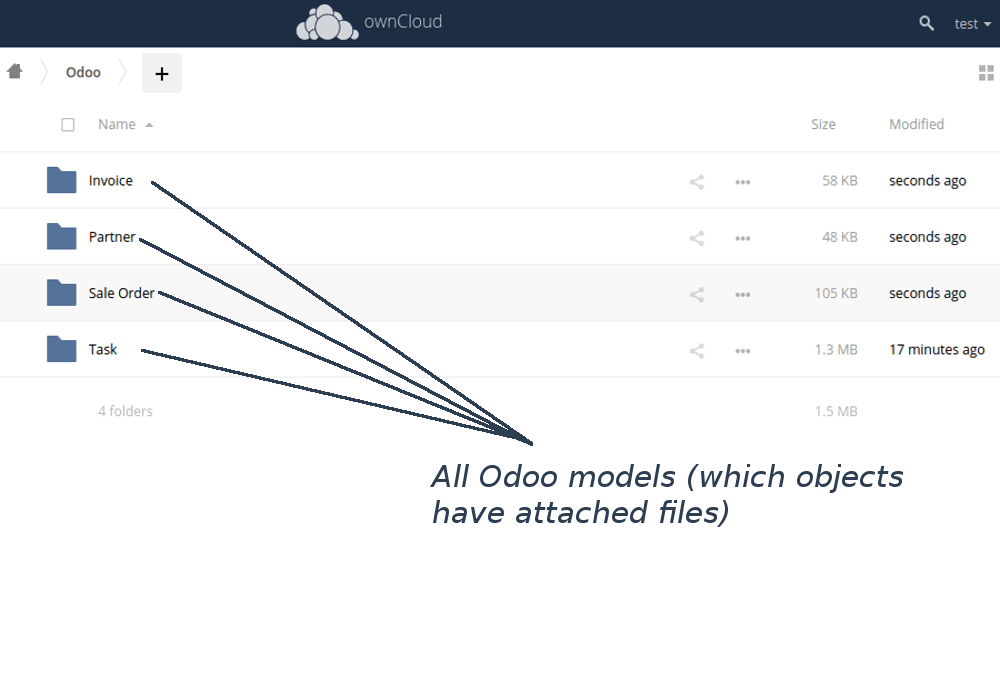 ownCloud
test
Odoo
+
Name Size Modified
Invoice 58 KB seconds ago
Partner 48 KB seconds ago
Sale Order 105 KB seconds ago
Task 1.3 MB 17 minutes ago
4 folders 1.5 MB
All Odoo models (which objects
have attached files)